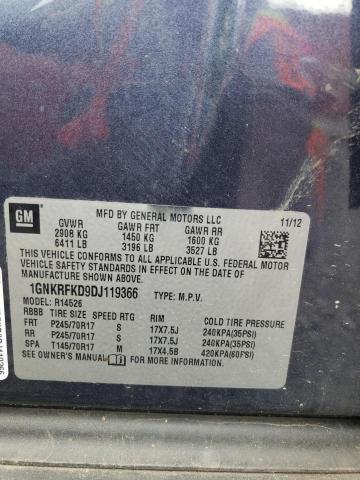 GM
MFD BY GENERAL MOTORS LLC
11/12
GVWR GAWR FRT GAWR RR
2908 KG 1450 KG 1600 KG
6411 LB 3196 LB 3527 LB
THIS VEHICLE CONFORMS TO ALL APPLICABLE U.S. FEDERAL
MOTOR VEHICLE SAFETY AND THEFT PREVENTION STANDARDS
IN EFFECT ON THE DATE OF MANUFACTURE SHOWN ABOVE.
1GNKRFKD9DJ119366 TYPE: M.P.V.
MODEL: R14526
RBBB TIRE SIZE SPEED RTG RIM COLD TIRE PRESSURE
FRT P245/70R17 S 17X7.5J 240KPA(35PSI)
RR P245/70R17 S 17X7.5J 240KPA(35PSI)
SPA T145/70R17 M 17X4.5B 420KPA(60PSI)
SEE OWNER'S MANUAL FOR ADDITIONAL INFORMATION